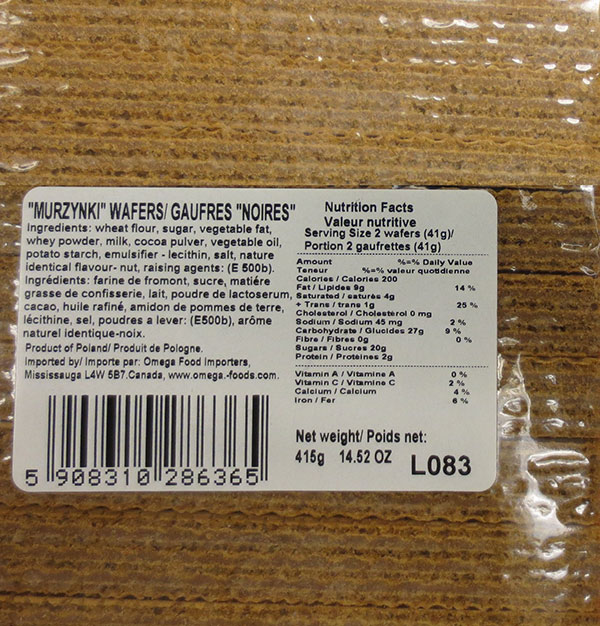 "MURZYNKI" WAFERS/ GAUFRES "NOIRES"
Ingredients: wheat flour, sugar, vegetable fat,
whey powder, milk, cocoa pulver, vegetable oil,
potato starch, emulsifier - lecithin, salt, nature
identical flavour- nut, raising agents: (E 500b).
Ingrédients: farine de fromont, sucre, matiére
grasse de confisserie, lait, poudre de lactoserum,
cacao, huile rafiné, amidon de pommes de terre,
lécithine, sel, poudres a lever: (E500b), arôme
naturel identique-noix.
Product of Poland/ Produit de Pologne.
Imported by/ Importe par: Omega Food Importers,
Mississauga L4W 5B7.Canada, www.omega.-foods.com.
5 908310 286365
Nutrition Facts
Valeur nutritive
Serving Size 2 wafers (41g)/
Portion 2 gaufrettes (41g)
Amount %=% Daily Value
Teneur %=% valeur quotidienne
Calories / Calories 200
Fat / Lipides 9g 14 %
Saturated / saturés 4g
+ Trans / trans 1g 25 %
Cholesterol / Cholestérol 0 mg
Sodium / Sodium 45 mg 2 %
Carbohydrate / Glucides 27g 9 %
Fibre / Fibres 0g 0 %
Sugars / Sucres 20g
Protein / Protéines 2g
Vitamin A / Vitamine A 0 %
Vitamin C / Vitamine C 2 %
Calcium / Calcium 4 %
Iron / Fer 6 %
Net weight/ Poids net:
415g 14.52 OZ L083